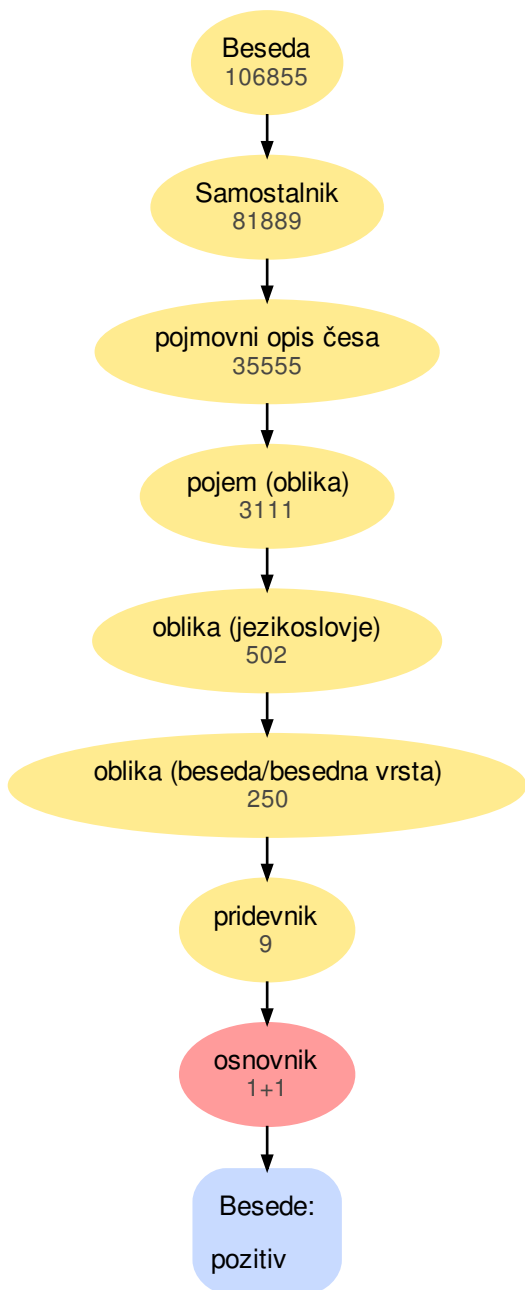 Beseda
106855
Samostalnik
81889
pojmovni opis česa
35555
pojem (oblika)
3111
oblika (jezikoslovje)
502
oblika (beseda/besedna vrsta)
250
pridevnik
9
osnovnik
1+1
Besede:
pozitiv